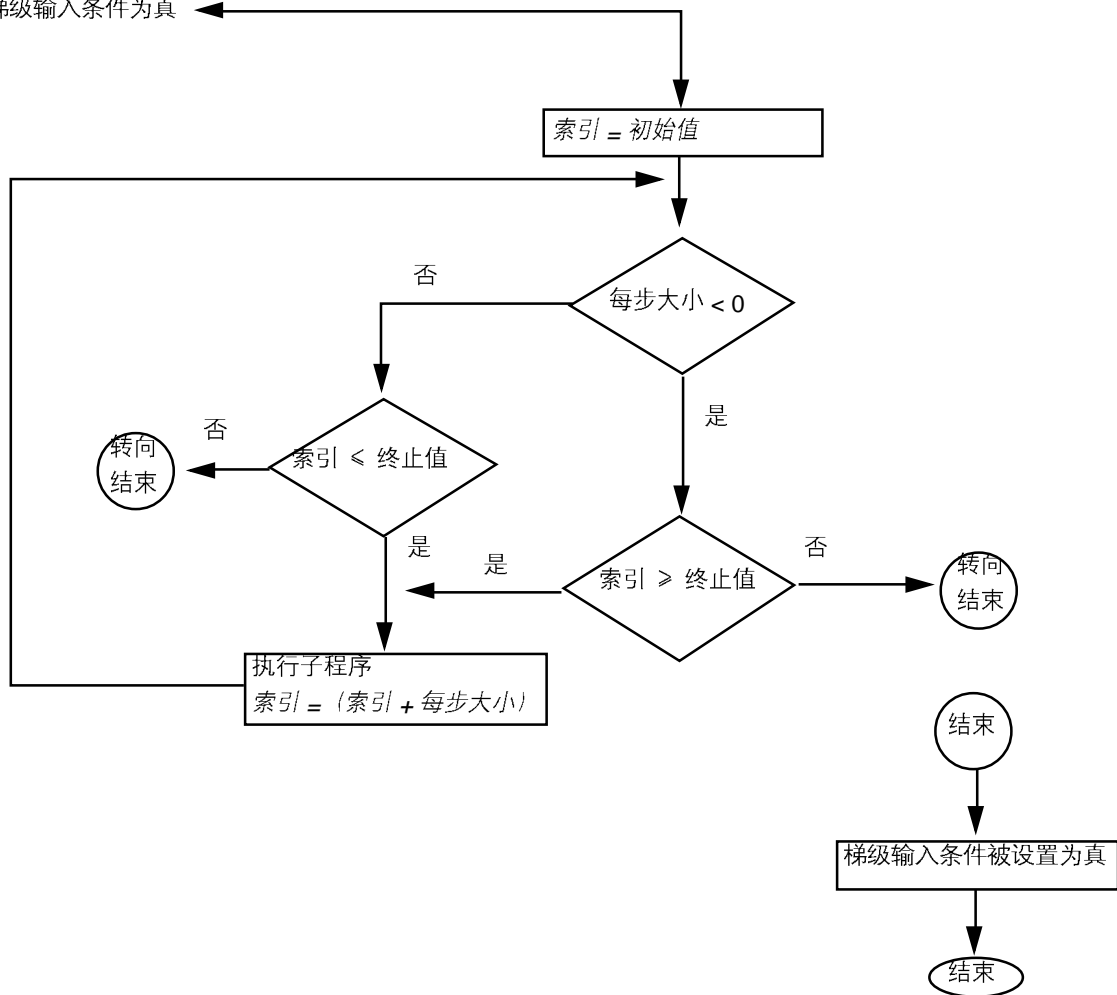 梯级输入条件为真
索引 = 初始值
否
每步大小 < 0
是
否
转向
结束
索引 ≤ 终止值
是
是
索引 ≥ 终止值
否
转向
结束
执行子程序
索引 = (索引 + 每步大小)
结束
梯级输入条件被设置为真
结束